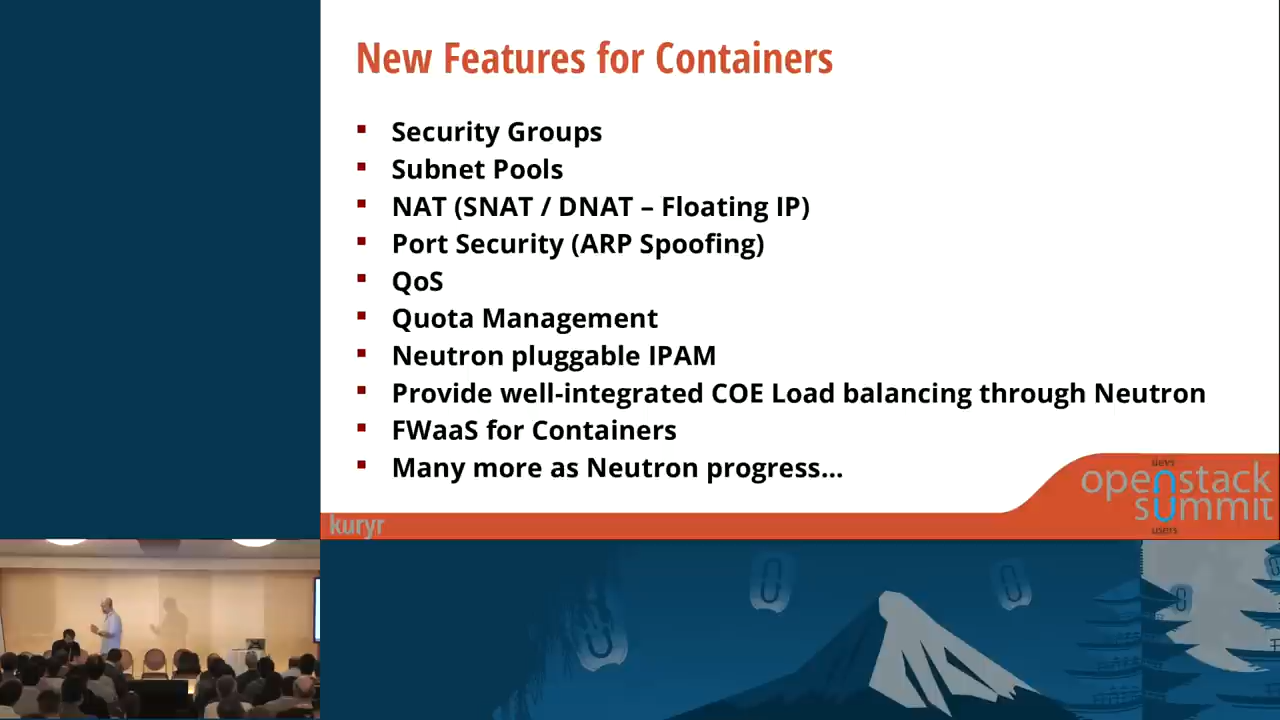 New Features for Containers
Security Groups
Subnet Pools
NAT (SNAT / DNAT – Floating IP)
Port Security (ARP Spoofing)
QoS
Quota Management
Neutron pluggable IPAM
Provide well-integrated COE Load balancing through Neutron
FWaaS for Containers
Many more as Neutron progress...
devs
openstack
summit
users
kuryr